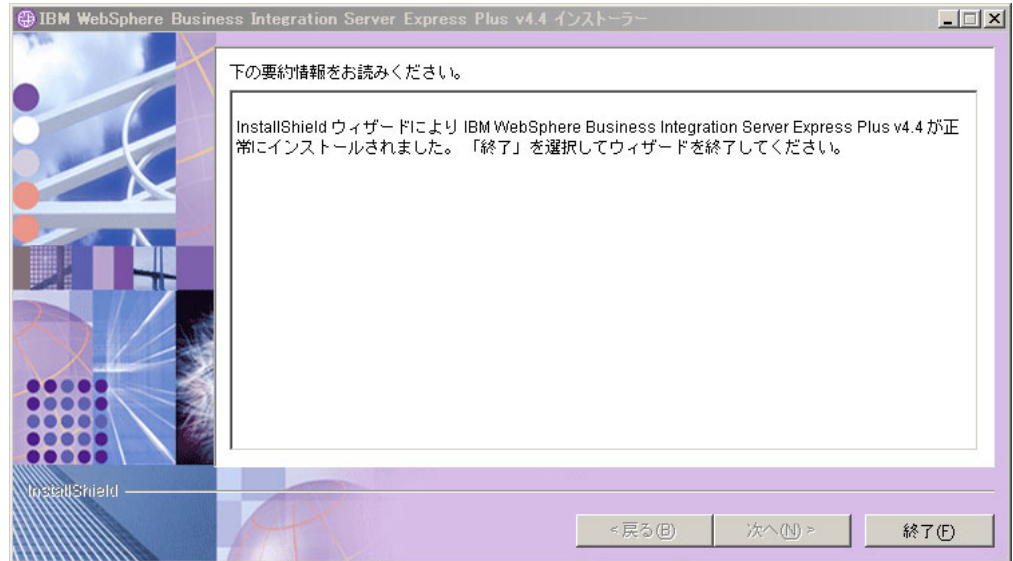 IBM WebSphere Business Integration Server Express Plus v4.4 インストーラー
下の要約情報をお読みください。
InstallShield ウィザードにより IBM WebSphere Business Integration Server Express Plus v4.4 が正
常にインストールされました。 「終了」を選択してウィザードを終了してください。
InstallShield
< 戻る(B)
次へ(N) >
終了(F)